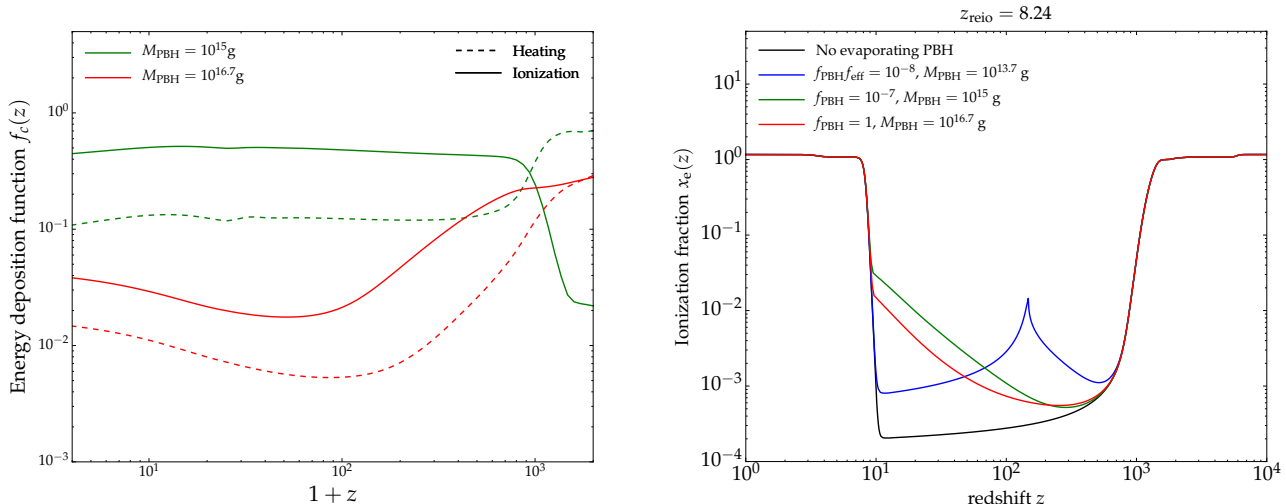 Energy deposition function f_c(z)
M_PBH = 10^15 g
M_PBH = 10^16.7 g
Heating
Ionization
10^0
10^-1
10^-2
10^-3
10^1
10^2
10^3
1 + z
z_reio = 8.24
Ionization fraction x_e(z)
No evaporating PBH
f_PBH f_eff = 10^-8, M_PBH = 10^13.7 g
f_PBH = 10^-7, M_PBH = 10^15 g
f_PBH = 1, M_PBH = 10^16.7 g
10^1
10^0
10^-1
10^-2
10^-3
10^-4
10^0
10^1
10^2
10^3
10^4
redshift z